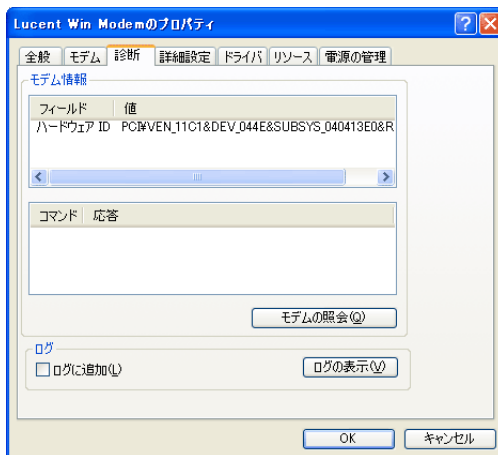 Lucent Win Modemのプロパティ
全般 モデム 診断 詳細設定 ドライバ リソース 電源の管理
モデム情報
フィールド 値
ハードウェア ID PCI¥VEN_11C1&DEV_044E&SUBSYS_040413E0&R
コマンド 応答
モデムの照会(Q)
ログ
ログに追加(L) ログの表示(V)
OK キャンセル